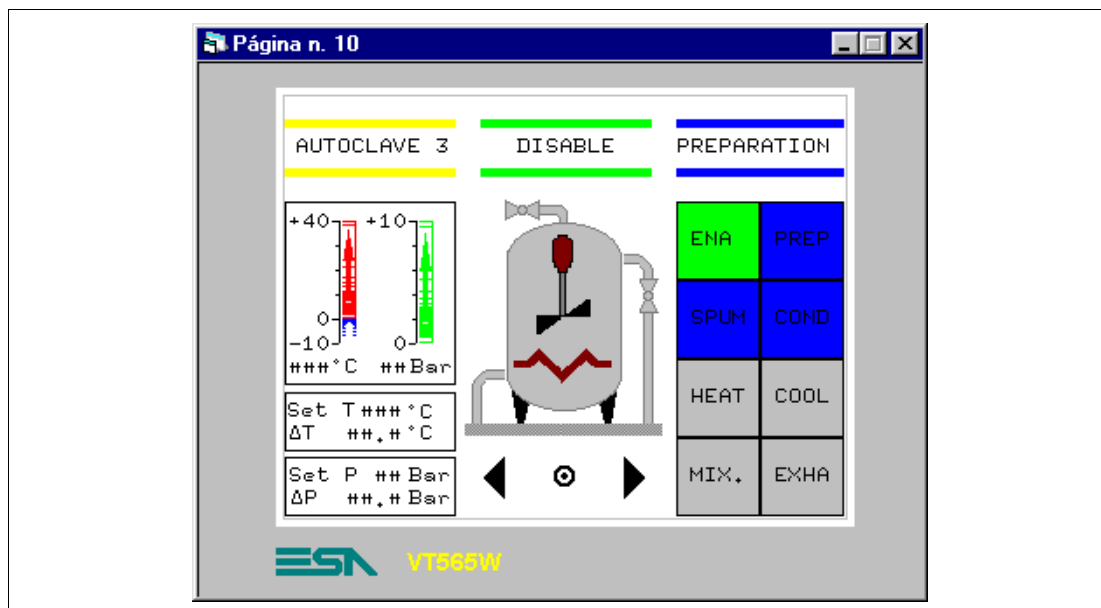 Página n. 10
AUTOCLAVE 3
DISABLE
PREPARATION
+40 +10
0
-10 0
###°C ##Bar
Set T###°C
ΔT ##.#°C
Set P ##Bar
ΔP ##.#Bar
ENA PREP
SPUM COND
HEAT COOL
MIX. EXHA
ESA VT565W